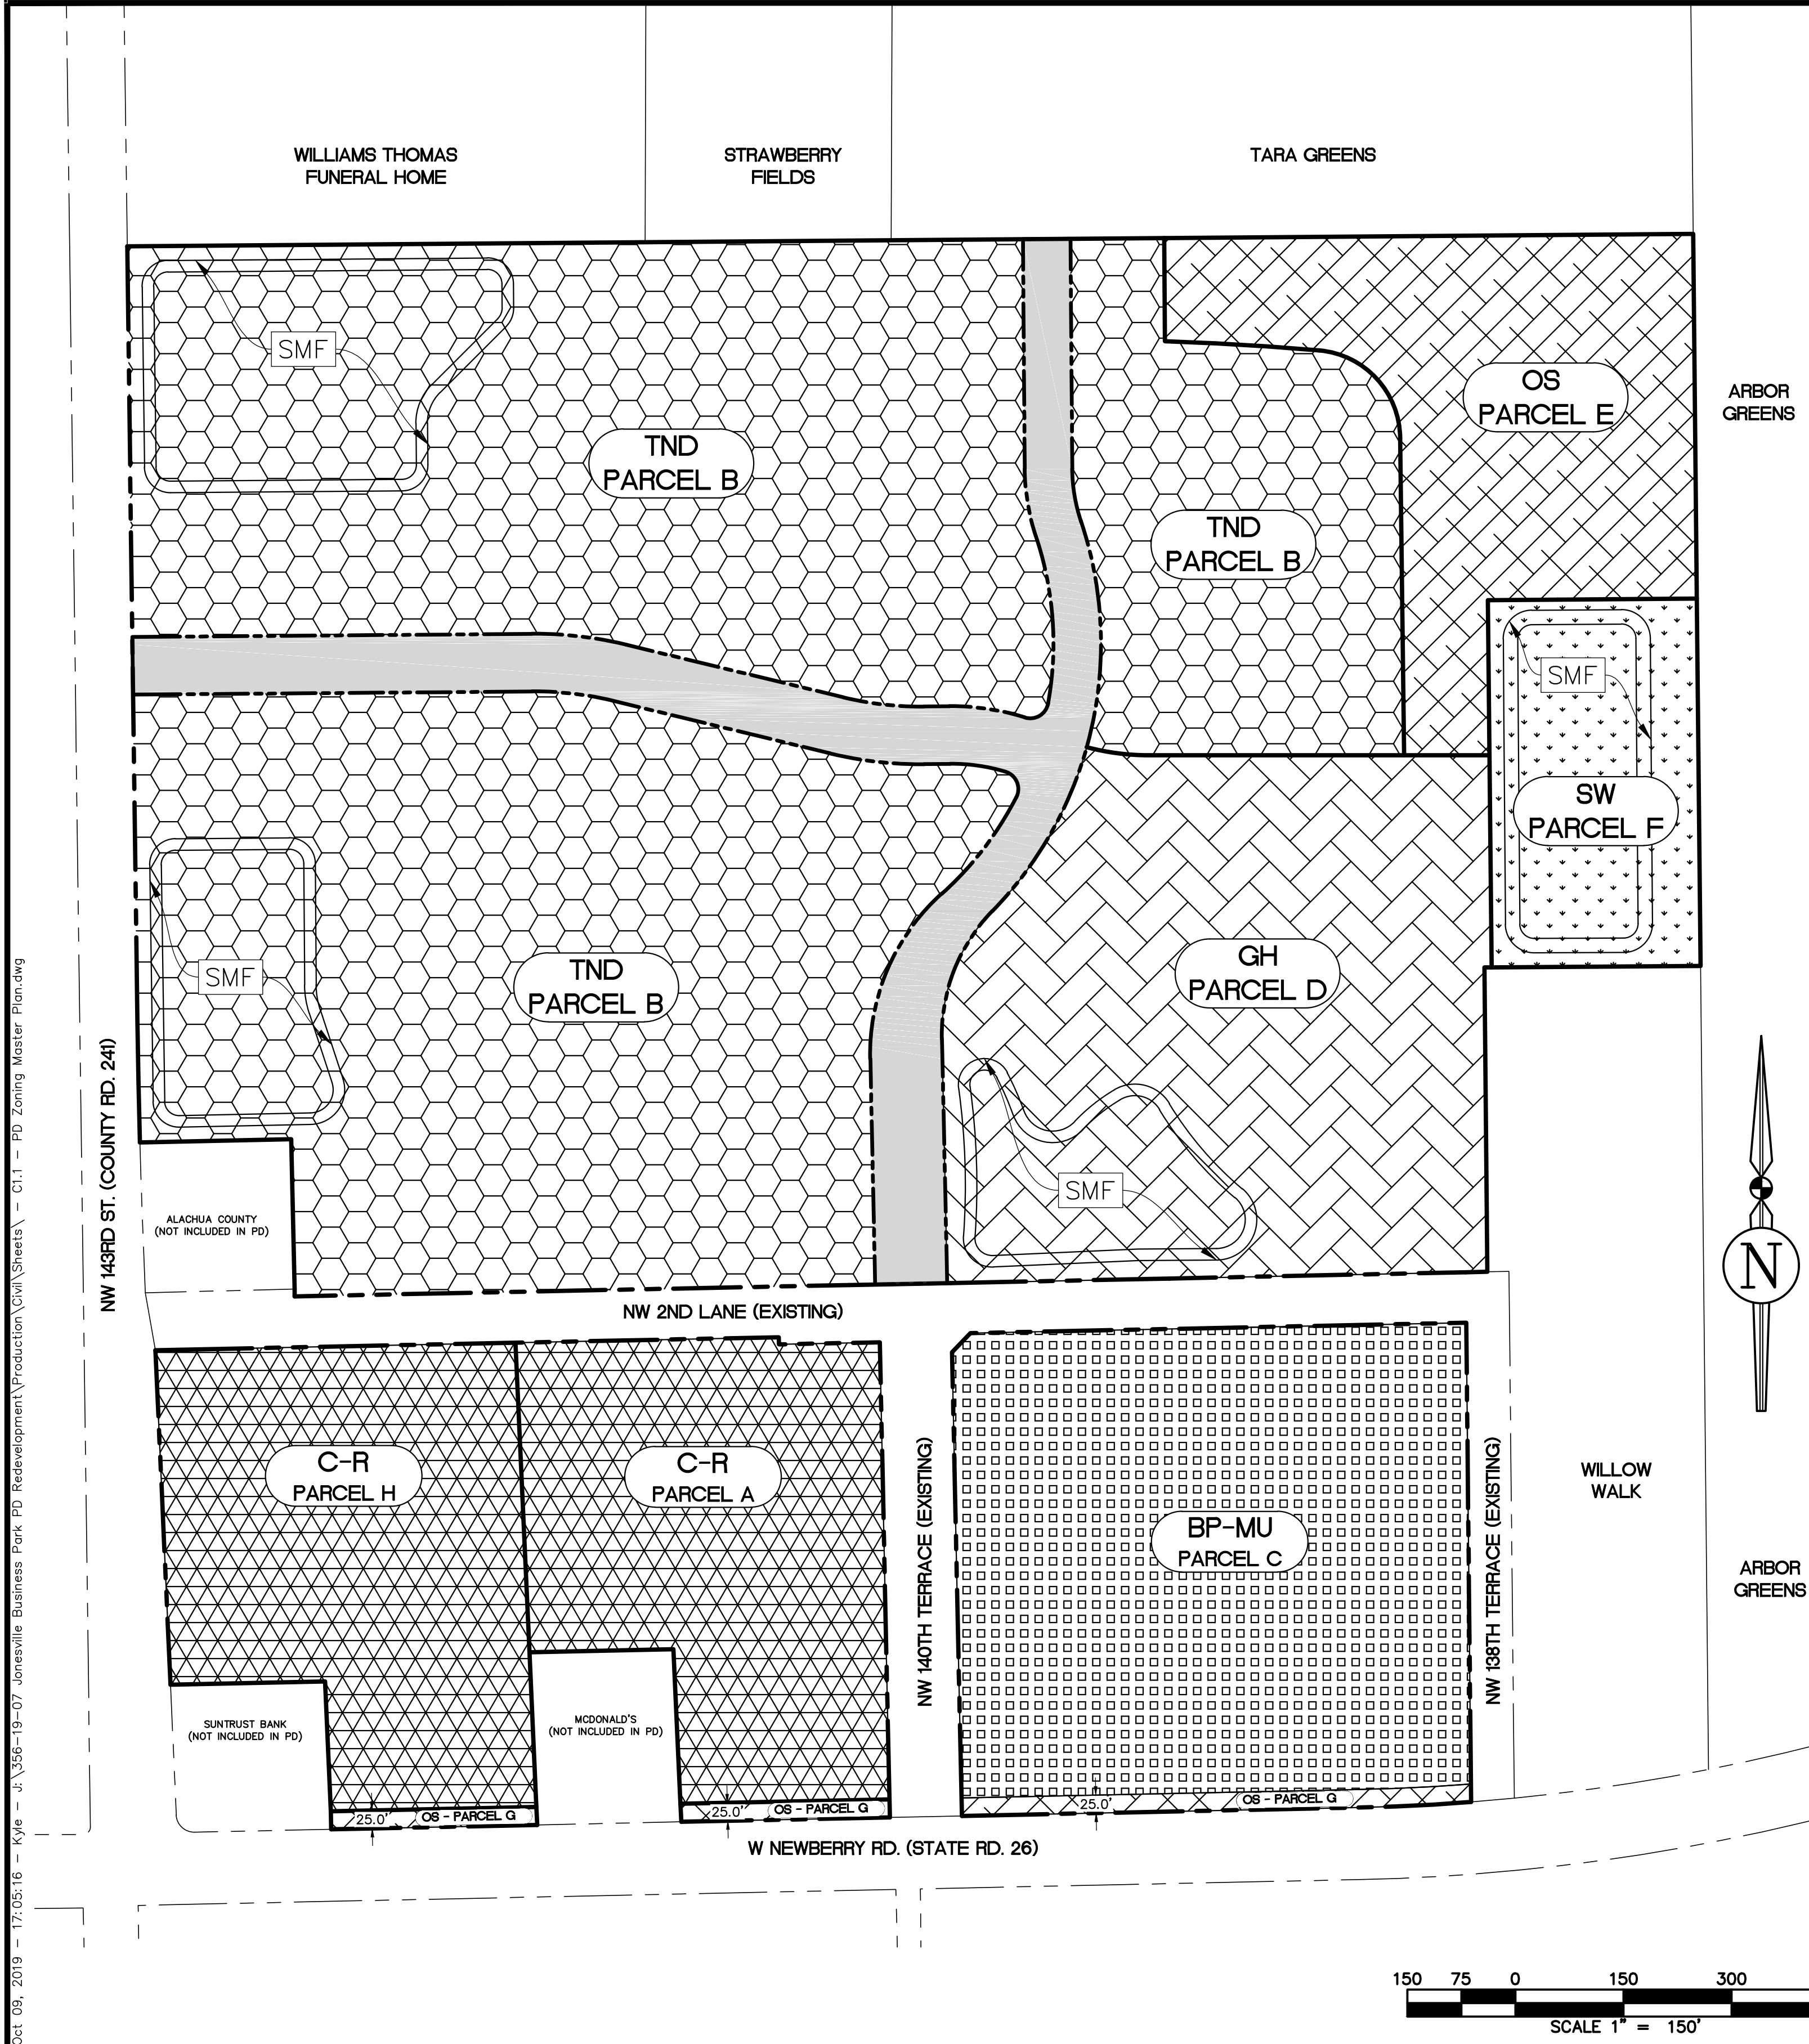 WILLIAMS THOMAS
FUNERAL HOME
STRAWBERRY
FIELDS
TARA GREENS
SMF
OS
PARCEL E
ARBOR
GREENS
TND
PARCEL B
TND
PARCEL B
SMF
SW
PARCEL F
SMF
TND
PARCEL B
GH
PARCEL D
SMF
NW 143RD ST. (COUNTY RD. 241)
ALACHUA COUNTY
(NOT INCLUDED IN PD)
N
NW 2ND LANE (EXISTING)
C-R
PARCEL H
C-R
PARCEL A
NW 140TH TERRACE (EXISTING)
BP-MU
PARCEL C
NW 138TH TERRACE (EXISTING)
WILLOW
WALK
ARBOR
GREENS
SUNTRUST BANK
(NOT INCLUDED IN PD)
MCDONALD'S
(NOT INCLUDED IN PD)
25.0'
OS - PARCEL G
25.0'
OS - PARCEL G
25.0'
OS - PARCEL G
W NEWBERRY RD. (STATE RD. 26)
150 75 0 150 300
SCALE 1" = 150'
Oct 09, 2019 - 17:05:16 - Kyle - J:\356-19-07 Jonesville Business Park PD Redevelopment\Production\Civil\Sheets\ - C1.1 - PD Zoning Master Plan.dwg